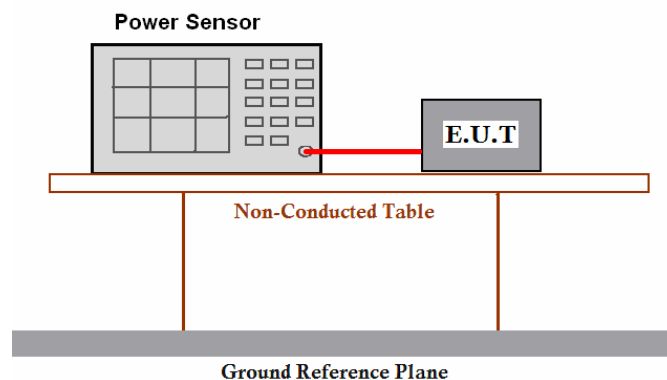 Power Sensor
E.U.T
Non-Conducted Table
Ground Reference Plane